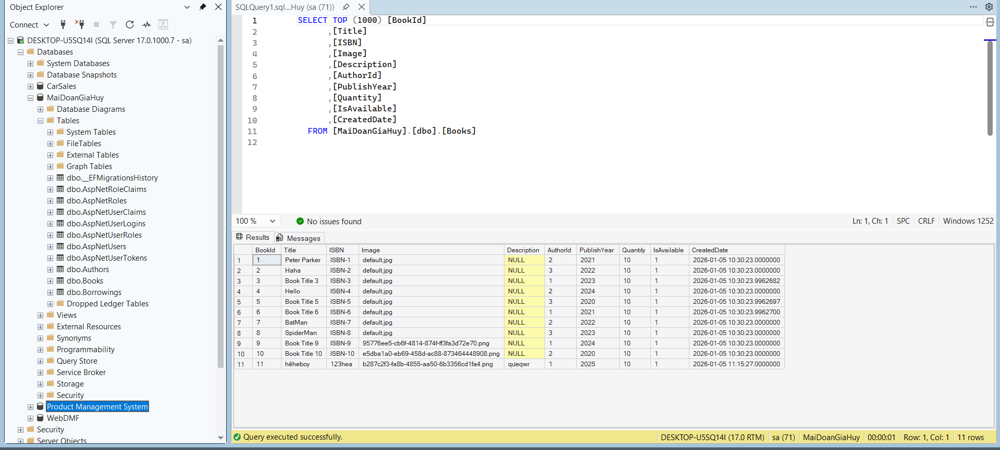 Object Explorer
Connect
DESKTOP-U5SQ14I (SQL Server 17.0.1000.7 - sa)
Databases
System Databases
Database Snapshots
CarSales
MaiDoanGiaHuy
Database Diagrams
Tables
System Tables
FileTables
External Tables
Graph Tables
dbo.__EFMigrationsHistory
dbo.AspNetRoleClaims
dbo.AspNetRoles
dbo.AspNetUserClaims
dbo.AspNetUserLogins
dbo.AspNetUserRoles
dbo.AspNetUsers
dbo.AspNetUserTokens
dbo.Authors
dbo.Books
dbo.Borrowings
Dropped Ledger Tables
Views
External Resources
Synonyms
Programmability
Query Store
Service Broker
Storage
Security
Product Management System
WebDMF
Security
Server Objects
SQLQuery1.sql...Huy (sa (71))
1 SELECT TOP (1000) [BookId]
2 ,[Title]
3 ,[ISBN]
4 ,[Image]
5 ,[Description]
6 ,[AuthorId]
7 ,[PublishYear]
8 ,[Quantity]
9 ,[IsAvailable]
10 ,[CreatedDate]
11 FROM [MaiDoanGiaHuy].[dbo].[Books]
12
100 % No issues found Ln: 1, Ch: 1 SPC CRLF Windows 1252
Results Messages
BookId Title ISBN Image Description AuthorId PublishYear Quantity IsAvailable CreatedDate
1 1 Peter Parker ISBN-1 default.jpg NULL 2 2021 10 1 2026-01-05 10:30:23.0000000
2 2 Haha ISBN-2 default.jpg NULL 3 2022 10 1 2026-01-05 10:30:23.0000000
3 3 Book Title 3 ISBN-3 default.jpg NULL 1 2023 10 1 2026-01-05 10:30:23.9962682
4 4 Hello ISBN-4 default.jpg NULL 2 2024 10 1 2026-01-05 10:30:23.0000000
5 5 Book Title 5 ISBN-5 default.jpg NULL 3 2020 10 1 2026-01-05 10:30:23.9962697
6 6 Book Title 6 ISBN-6 default.jpg NULL 1 2021 10 1 2026-01-05 10:30:23.9962700
7 7 BatMan ISBN-7 default.jpg NULL 2 2022 10 1 2026-01-05 10:30:23.0000000
8 8 SpiderMan ISBN-8 default.jpg NULL 3 2023 10 1 2026-01-05 10:30:23.0000000
9 9 Book Title 9 ISBN-9 95776ee5-cb6f-4814-874f-ff3fa3d72e70.png NULL 1 2024 10 1 2026-01-05 10:30:23.0000000
10 10 Book Title 10 ISBN-10 e5dba1a0-eb69-458d-ac88-873464448908.png NULL 2 2020 10 1 2026-01-05 10:30:23.0000000
11 11 hêheboy 123hea b287c2f3-fa8b-4855-aa50-6b3356cd1fa4.png 1 2025 10 1 2026-01-05 11:15:27.0000000
Query executed successfully. DESKTOP-U5SQ14I (17.0 RTM) sa (71) MaiDoanGiaHuy 00:00:01 Row: 1, Col: 1 11 rows